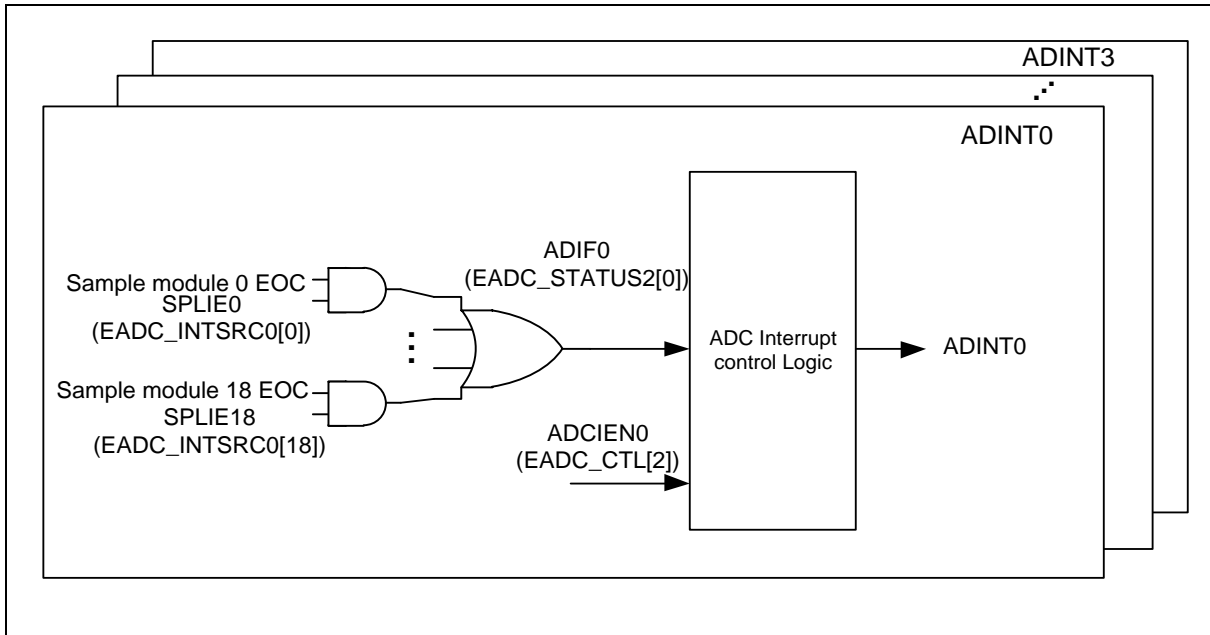 ADINT3
ADINT0
ADIF0
(EADC_STATUS2[0])
Sample module 0 EOC
SPLIE0
(EADC_INTSRC0[0])
ADC Interrupt
control Logic
ADINT0
Sample module 18 EOC
SPLIE18
(EADC_INTSRC0[18])
ADCIEN0
(EADC_CTL[2])